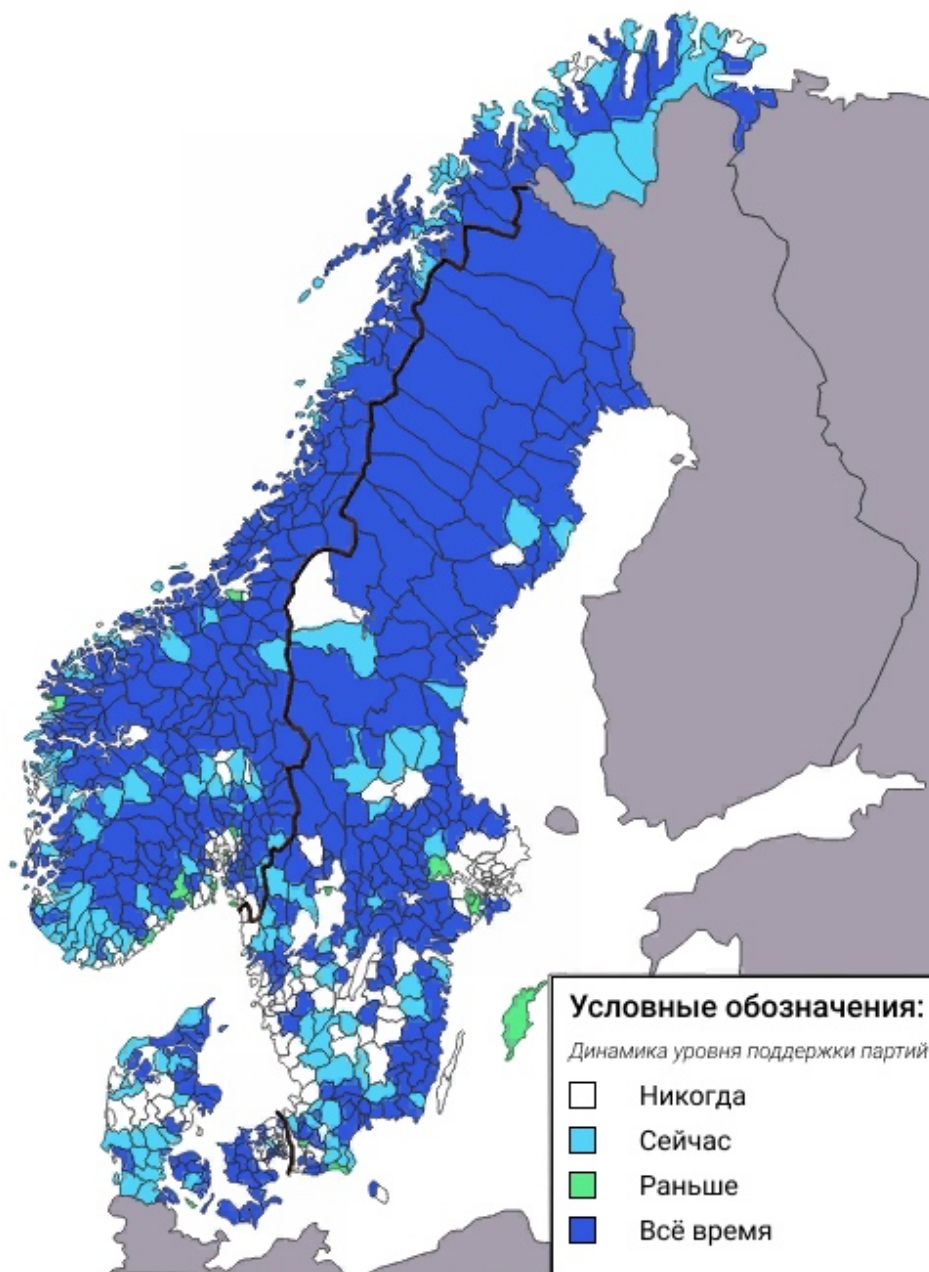 Условные обозначения:
Динамика уровня поддержки партий
Никогда
Сейчас
Раньше
Всё время